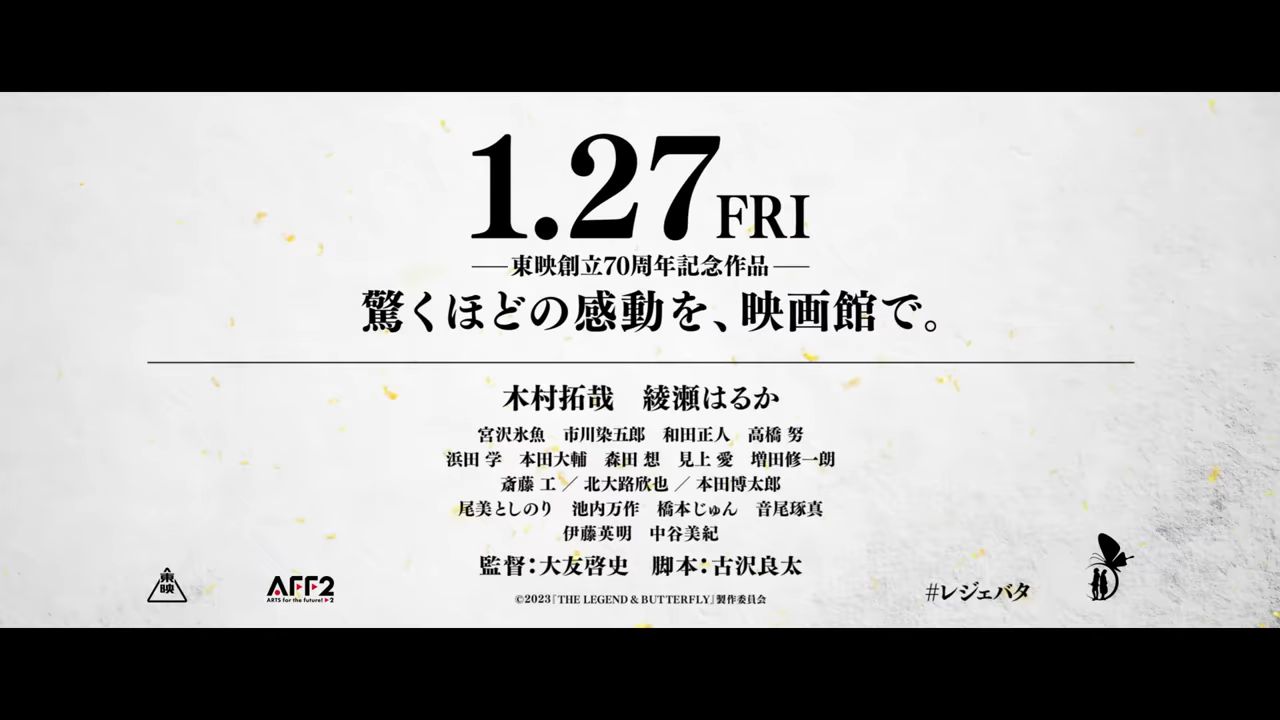 1.27 FRI
東映創立70周年記念作品
驚くほどの感動を、映画館で。
木村拓哉 綾瀬はるか
宮沢氷魚 市川染五郎 和田正人 高橋 努
浜田 学 本田大輔 森田 想 見上 愛 増田修一朗
斎藤 工 ／ 北大路欣也 ／ 本田博太郎
尾美としのり 池内万作 橋本じゅん 音尾琢真
伊藤英明 中谷美紀
監督：大友啓史 脚本：古沢良太
©2023『THE LEGEND & BUTTERFLY』製作委員会
東映
AFF2
ARTS for the future! 2
#レジェバタ